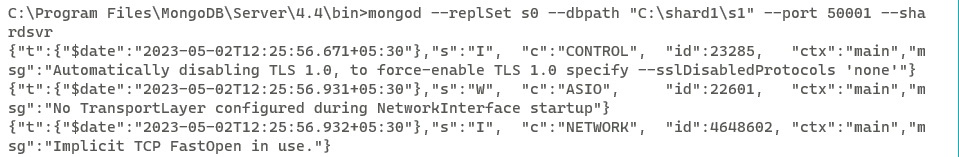 C:\Program Files\MongoDB\Server\4.4\bin>mongod --replSet s0 --dbpath "C:\shard1\s1" --port 50001 --sha
rdsvr
{"t":{"$date":"2023-05-02T12:25:56.671+05:30"},"s":"I",  "c":"CONTROL",  "id":23285,   "ctx":"main","m
sg":"Automatically disabling TLS 1.0, to force-enable TLS 1.0 specify --sslDisabledProtocols 'none'"}
{"t":{"$date":"2023-05-02T12:25:56.931+05:30"},"s":"W",  "c":"ASIO",     "id":22601,   "ctx":"main","m
sg":"No TransportLayer configured during NetworkInterface startup"}
{"t":{"$date":"2023-05-02T12:25:56.932+05:30"},"s":"I",  "c":"NETWORK",  "id":4648602, "ctx":"main","m
sg":"Implicit TCP FastOpen in use."}